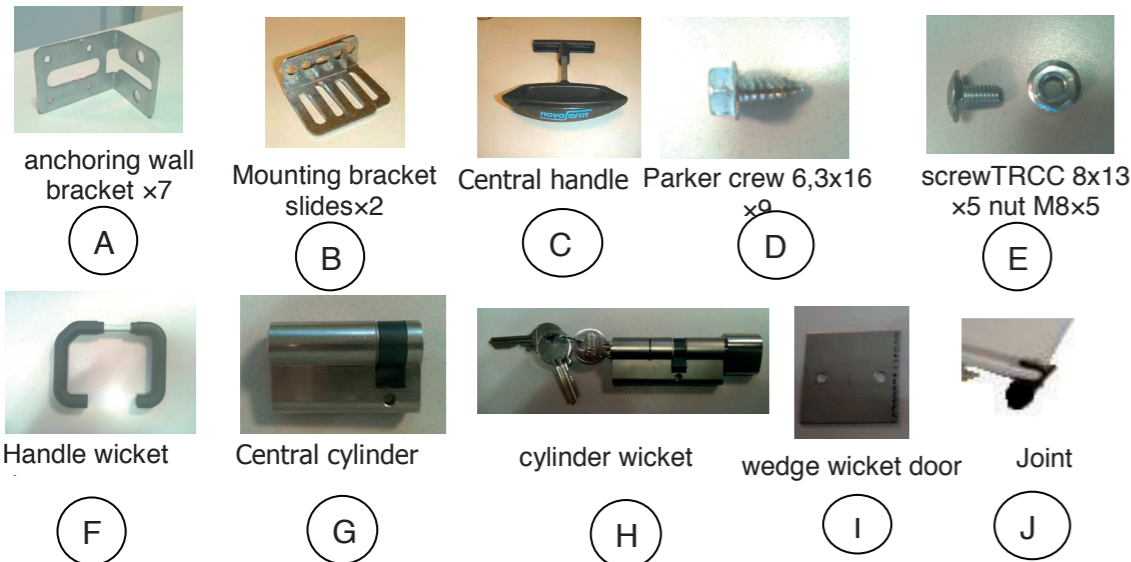 novoferm
anchoring wall
bracket ×7
Mounting bracket
slides×2
Central handle
Parker crew 6,3x16
×9
screwTRCC 8x13
×5 nut M8×5
A
B
C
D
E
Handle wicket
Central cylinder
cylinder wicket
wedge wicket door
Joint
F
G
H
I
J